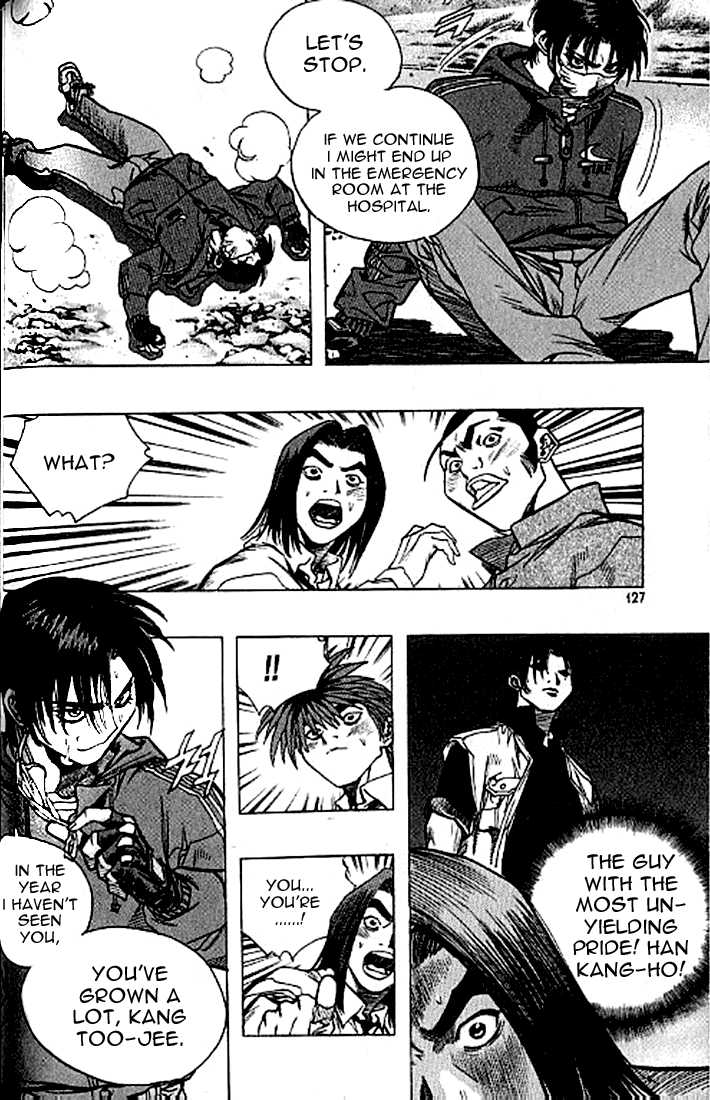 LET'S
STOP.
IF WE CONTINUE
I MIGHT END UP
IN THE EMERGENCY
ROOM AT THE
HOSPITAL.
WHAT?
127
IN THE
YEAR
I HAVEN'T
SEEN
YOU,
YOU'VE
GROWN A
LOT, KANG
TOO-JEE.
!!
YOU...
YOU'RE
......!
THE GUY
WITH THE
MOST UN-
YIELDING
PRIDE! HAN
KANG-HO!